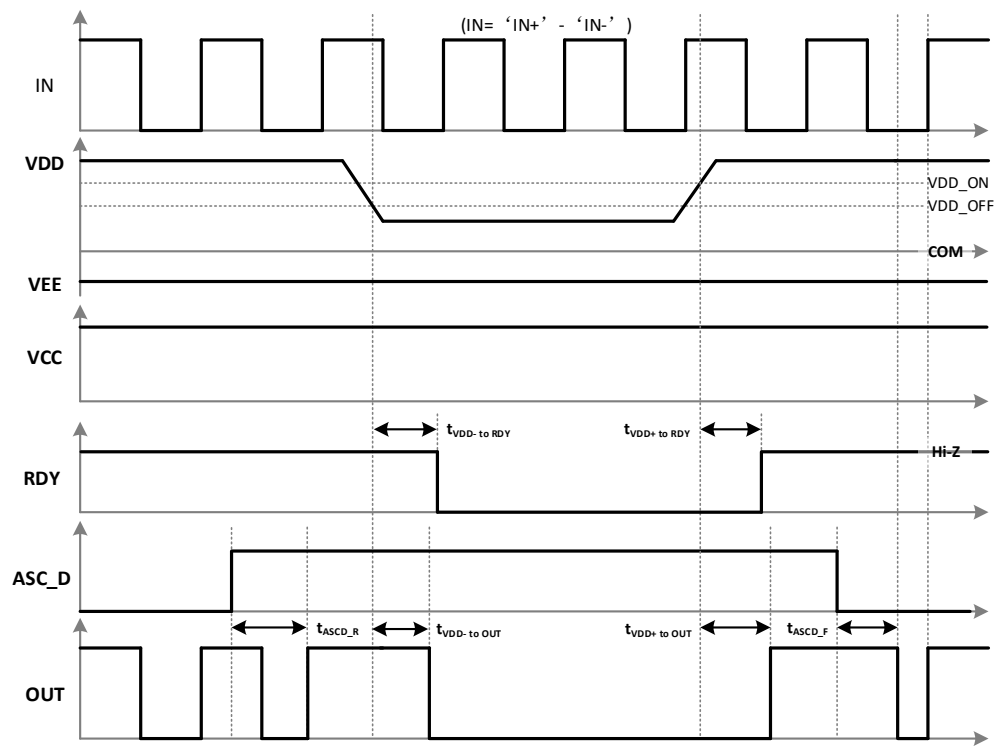 (IN= ‘IN+’ - ‘IN-’ )
IN
VDD
VDD_ON
VDD_OFF
COM
VEE
VCC
tVDD- to RDY
tVDD+ to RDY
Hi-Z
RDY
ASC_D
tASCD_R
tVDD- to OUT
tVDD+ to OUT
tASCD_F
OUT